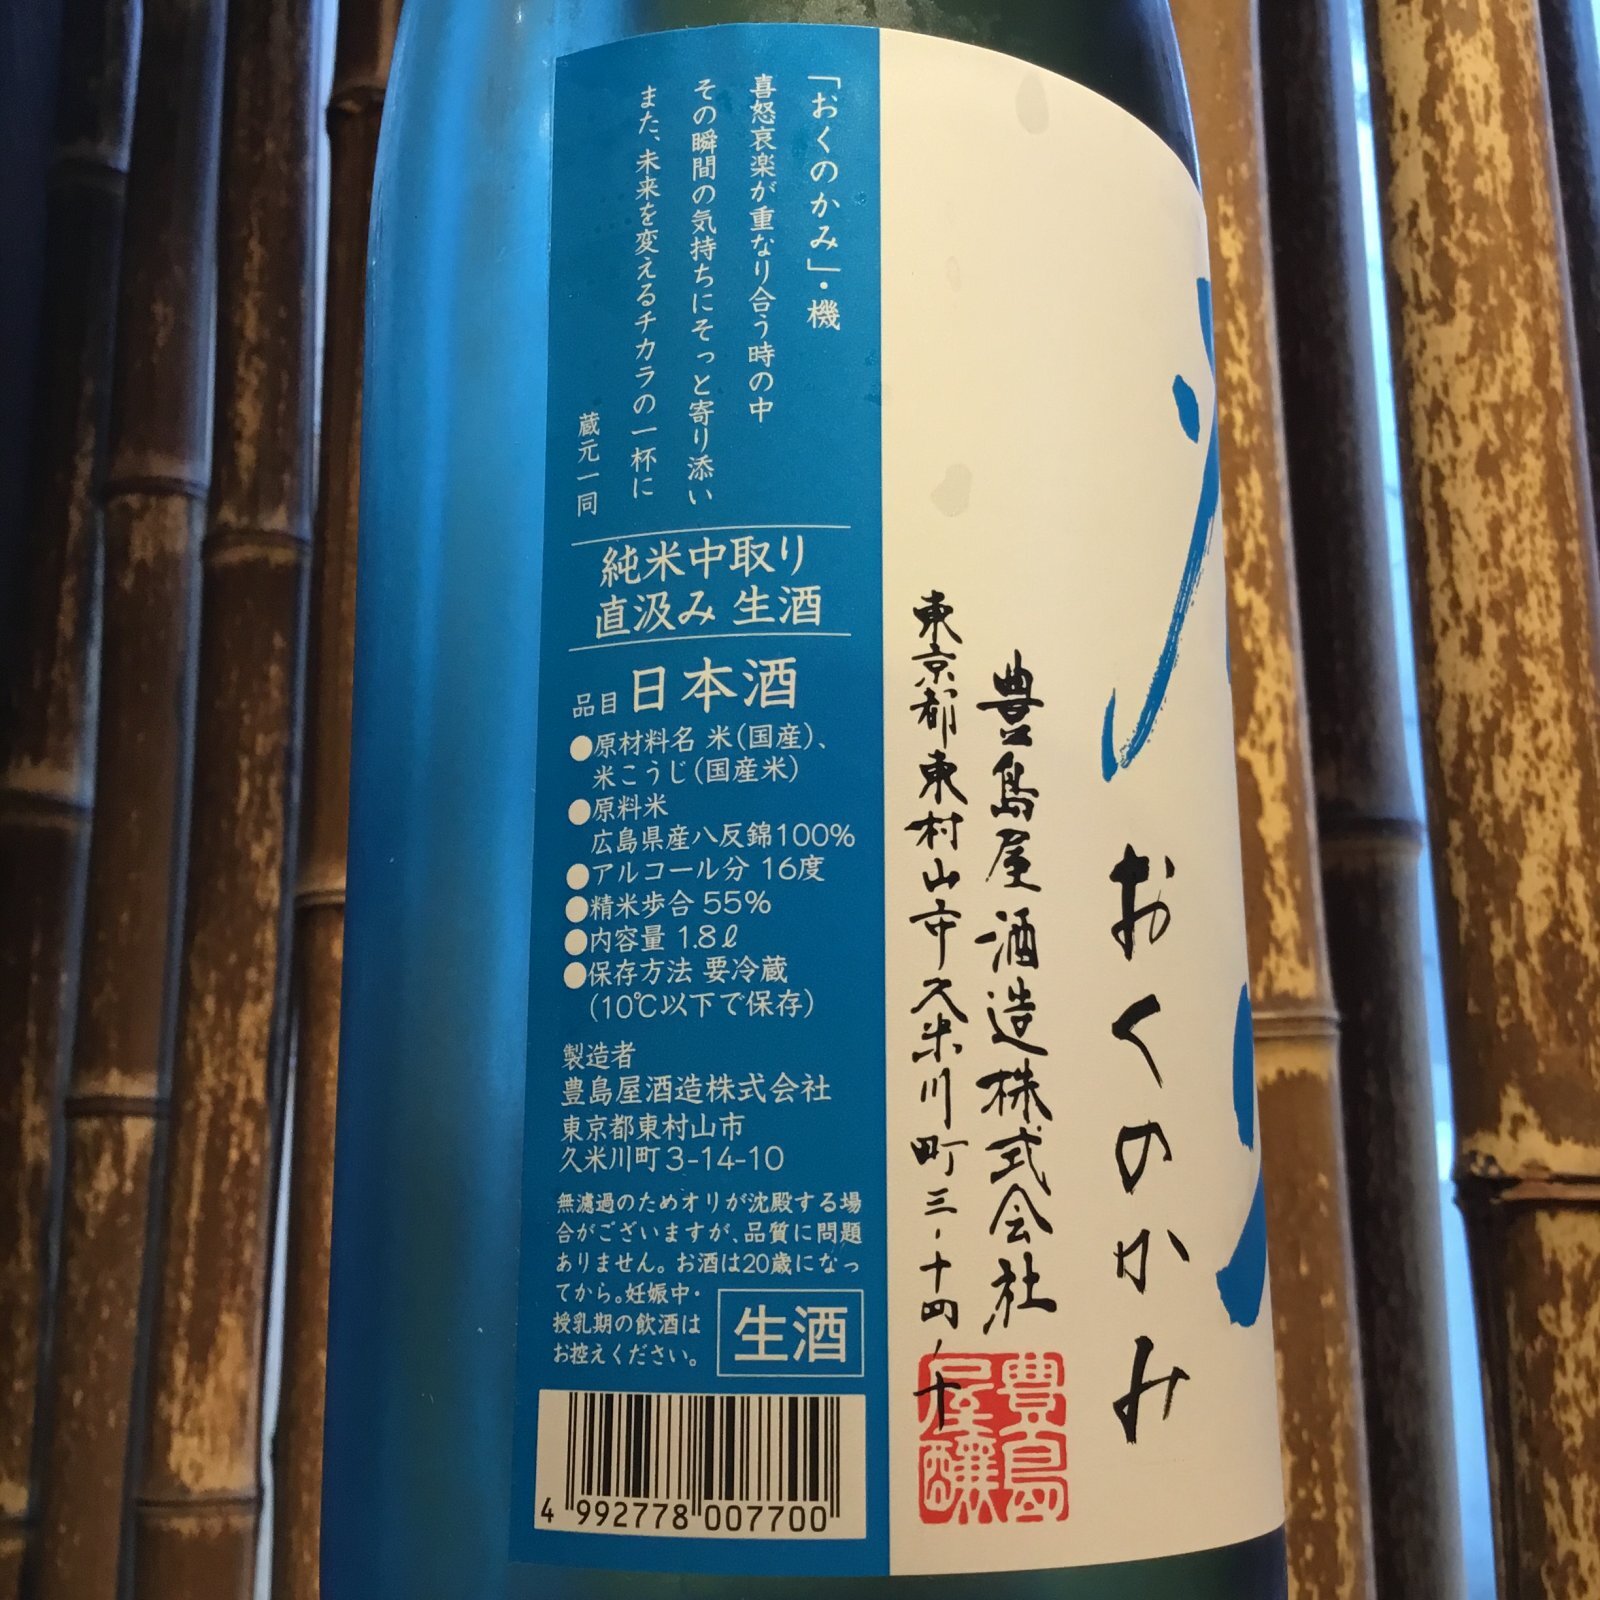 「おくのかみ」・機
喜怒哀楽が重なり合う時の中
その瞬間の気持ちにそっと寄り添い
また、未来を変えるチカラの一杯に
蔵元一同
純米中取り
直汲み 生酒
品目 日本酒
●原材料名 米(国産)、
米こうじ(国産米)
●原料米
広島県産八反錦100%
●アルコール分 16度
●精米歩合 55%
●内容量 1.8ℓ
●保存方法 要冷蔵
(10℃以下で保存)
製造者
豊島屋酒造株式会社
東京都東村山市
久米川町3-14-10
無濾過のためオリが沈殿する場
合がございますが、品質に問題
ありません。お酒は20歳になっ
てから。妊娠中・
授乳期の飲酒は
お控えください。
生酒
4 992778 007700
おくのかみ
豊島屋酒造株式会社
東京都東村山市久米川町三-十四-十
豊島
屋醸